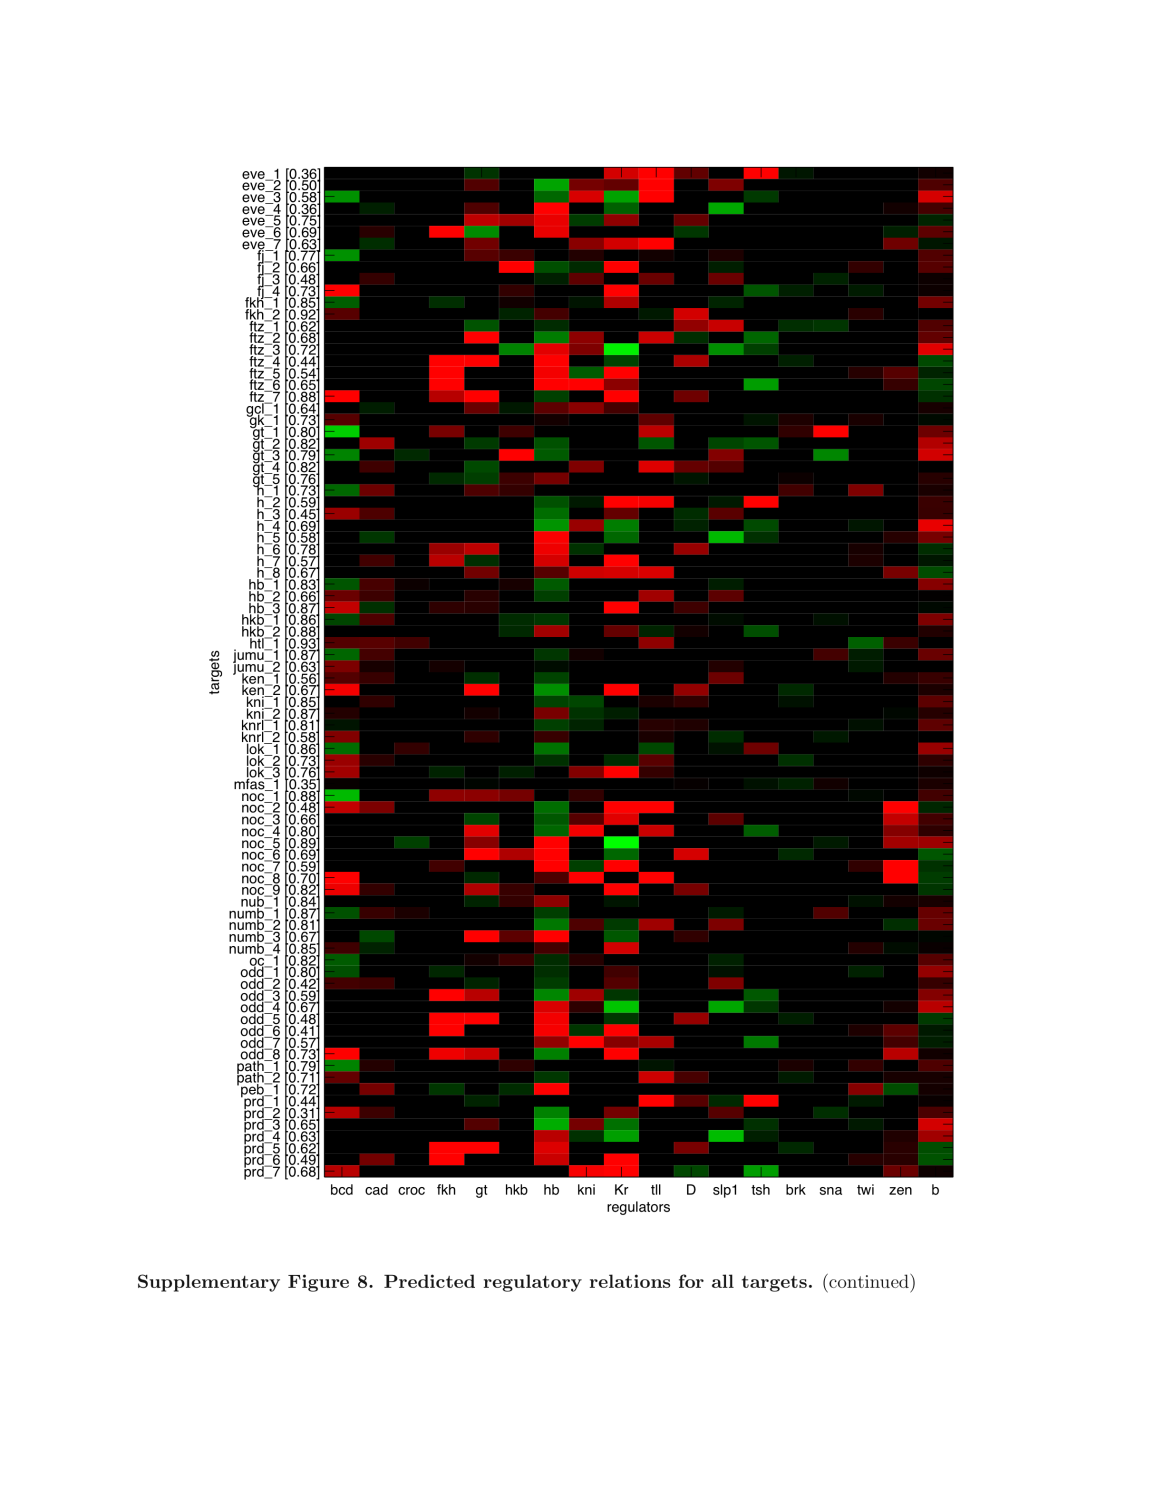 eve_1 [0.36]
eve_2 [0.50]
eve_3 [0.58]
eve_4 [0.36]
eve_5 [0.75]
eve_6 [0.69]
eve_7 [0.63]
fj_1 [0.77]
fj_2 [0.66]
fj_3 [0.48]
fj_4 [0.73]
fkh_1 [0.85]
fkh_2 [0.92]
ftz_1 [0.62]
ftz_2 [0.68]
ftz_3 [0.72]
ftz_4 [0.44]
ftz_5 [0.54]
ftz_6 [0.65]
ftz_7 [0.88]
gcl_1 [0.64]
gk_1 [0.73]
gt_1 [0.80]
gt_2 [0.82]
gt_3 [0.79]
gt_4 [0.82]
gt_5 [0.76]
h_1 [0.73]
h_2 [0.59]
h_3 [0.45]
h_4 [0.69]
h_5 [0.58]
h_6 [0.78]
h_7 [0.57]
h_8 [0.67]
hb_1 [0.83]
hb_2 [0.66]
hb_3 [0.87]
hkb_1 [0.86]
hkb_2 [0.88]
htl_1 [0.93]
jumu_1 [0.87]
jumu_2 [0.63]
ken_1 [0.56]
ken_2 [0.67]
kni_1 [0.85]
kni_2 [0.87]
knrl_1 [0.81]
knrl_2 [0.58]
lok_1 [0.86]
lok_2 [0.73]
lok_3 [0.76]
mfas_1 [0.35]
noc_1 [0.88]
noc_2 [0.48]
noc_3 [0.66]
noc_4 [0.80]
noc_5 [0.89]
noc_6 [0.69]
noc_7 [0.59]
noc_8 [0.70]
noc_9 [0.82]
nub_1 [0.84]
numb_1 [0.87]
numb_2 [0.81]
numb_3 [0.67]
numb_4 [0.85]
oc_1 [0.82]
odd_1 [0.80]
odd_2 [0.42]
odd_3 [0.59]
odd_4 [0.67]
odd_5 [0.48]
odd_6 [0.41]
odd_7 [0.57]
odd_8 [0.73]
path_1 [0.79]
path_2 [0.71]
peb_1 [0.72]
prd_1 [0.44]
prd_2 [0.31]
prd_3 [0.65]
prd_4 [0.63]
prd_5 [0.62]
prd_6 [0.49]
prd_7 [0.68]
targets
bcd cad croc fkh gt hkb hb kni Kr tll D slp1 tsh brk sna twi zen b
regulators
Supplementary Figure 8. Predicted regulatory relations for all targets. (continued)